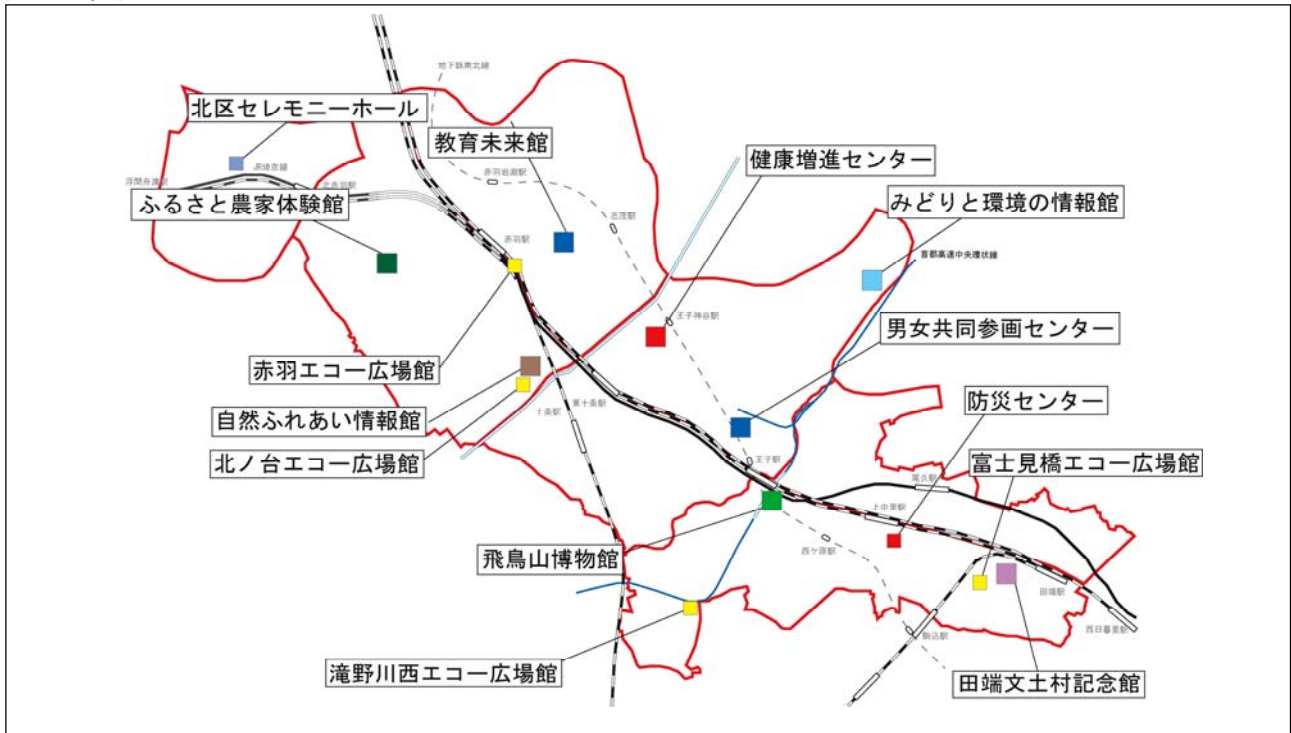 地下鉄南北線
北区セレモニーホール
教育未来館
健康増進センター
JR埼京線
浮間舟渡駅
北赤羽駅
赤羽岩淵駅
みどりと環境の情報館
ふるさと農家体験館
志茂駅
赤羽駅
首都高速中央環状線
王子神谷駅
男女共同参画センター
赤羽エコー広場館
東十条駅
十条駅
防災センター
自然ふれあい情報館
北ノ台エコー広場館
王子駅
富士見橋エコー広場館
尾久駅
上中里駅
西ケ原駅
飛鳥山博物館
田端駅
西日暮里駅
駒込駅
滝野川西エコー広場館
田端文士村記念館